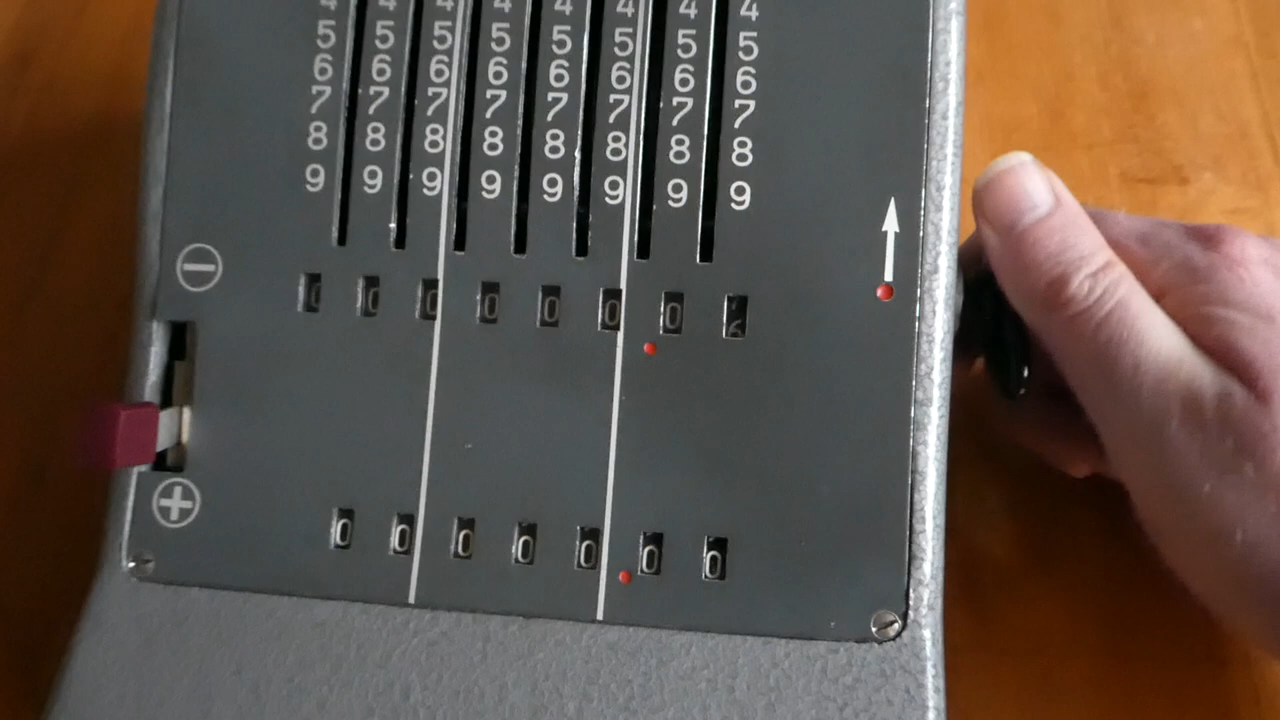 4 4 4 4 4 4 4 4
5 5 5 5 5 5 5 5
6 6 6 6 6 6 6 6
7 7 7 7 7 7 7 7
8 8 8 8 8 8 8 8
9 9 9 9 9 9 9 9
0 0 0 0 0 0 0 6
0 0 0 0 0 0 0